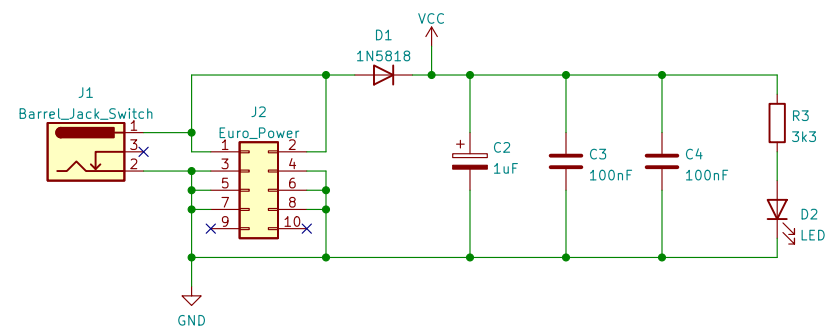 VCC
D1
1N5818
J1
Barrel_Jack_Switch
1
3
2
J2
Euro_Power
1 2
3 4
5 6
7 8
9 10
+
C2
1uF
C3
100nF
C4
100nF
R3
3k3
D2
LED
GND